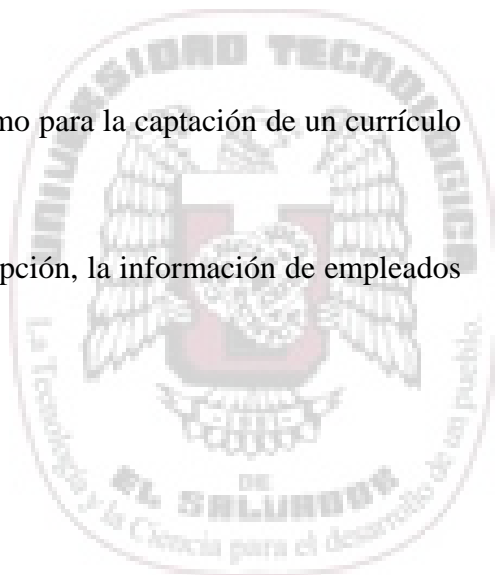 UNIVERSIDAD TECNOLOGICA
mo para la captación de un currículo
pción, la información de empleados
La Tecnología y la Ciencia para el desarrollo de un pueblo.
DE
EL SALVADOR